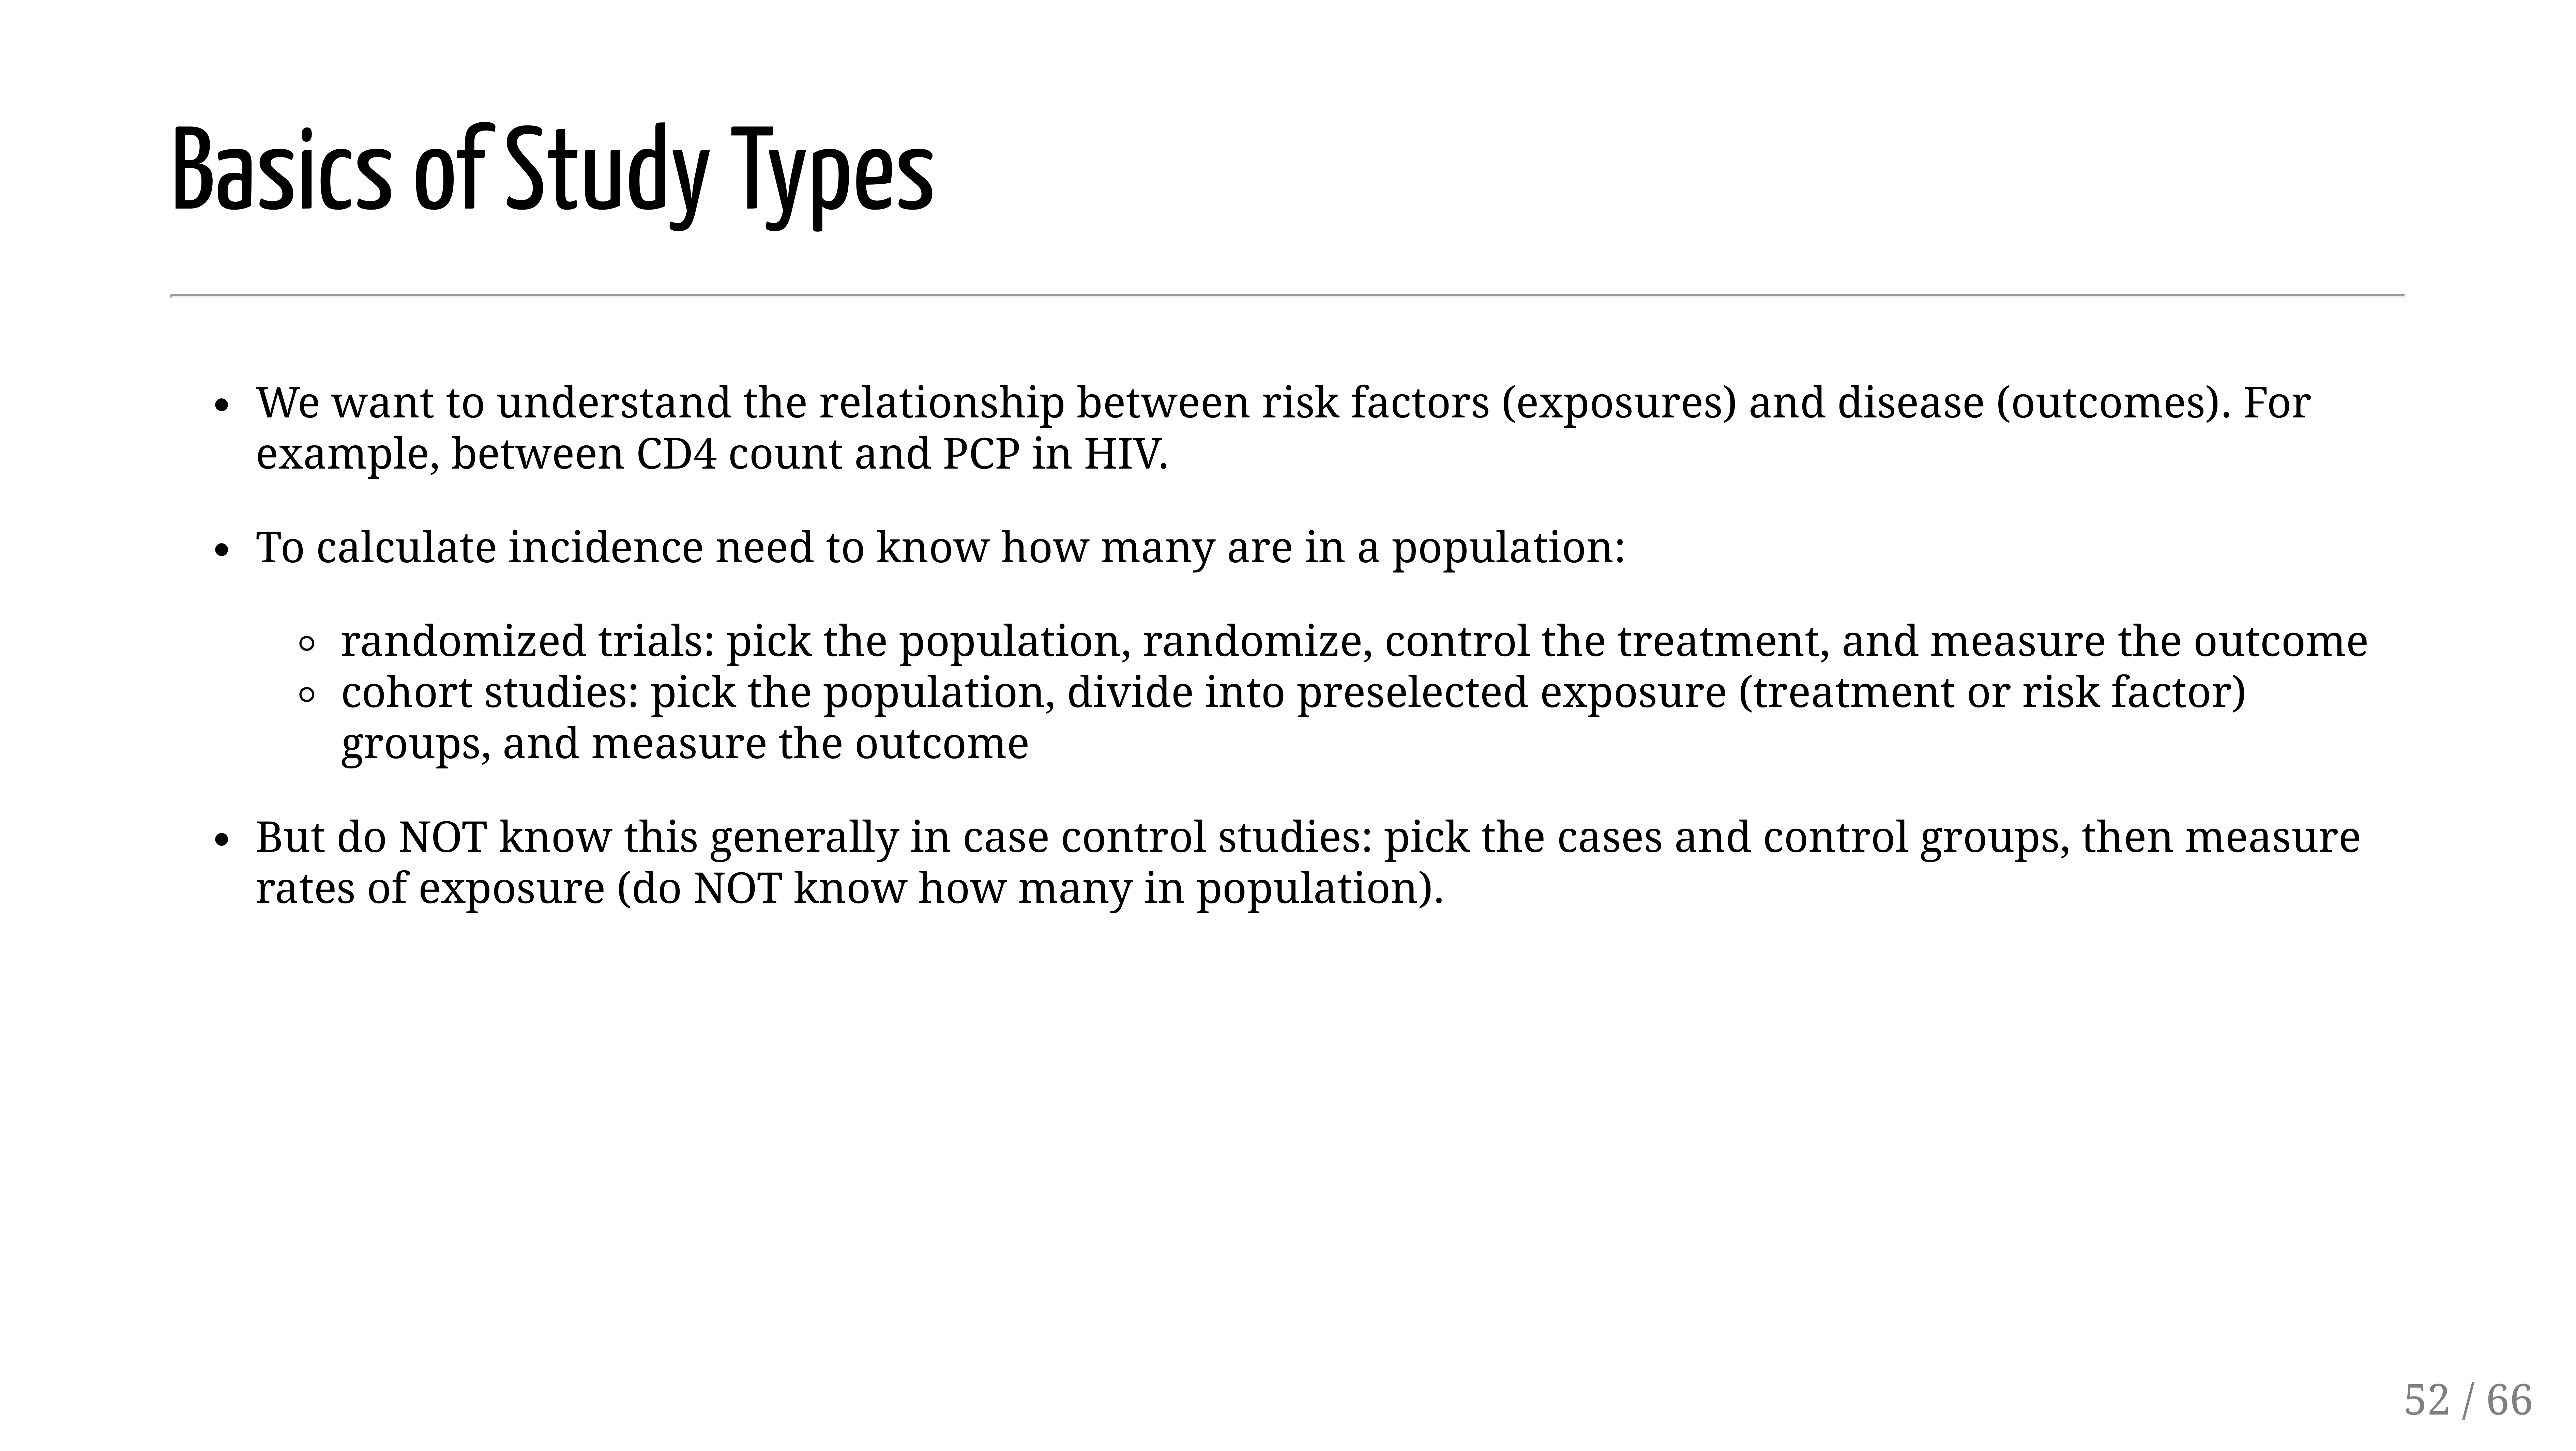 Basics of Study Types
• We want to understand the relationship between risk factors (exposures) and disease (outcomes). For
example, between CD4 count and PCP in HIV.
• To calculate incidence need to know how many are in a population:
◦ randomized trials: pick the population, randomize, control the treatment, and measure the outcome
◦ cohort studies: pick the population, divide into preselected exposure (treatment or risk factor)
groups, and measure the outcome
• But do NOT know this generally in case control studies: pick the cases and control groups, then measure
rates of exposure (do NOT know how many in population).
52 / 66